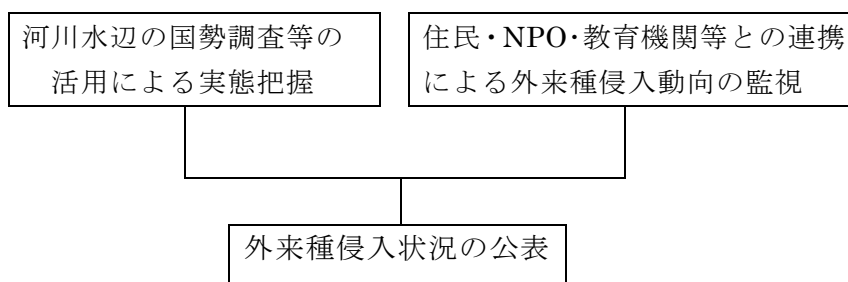 河川水辺の国勢調査等の
活用による実態把握
住民・NPO・教育機関等との連携
による外来種侵入動向の監視
外来種侵入状況の公表